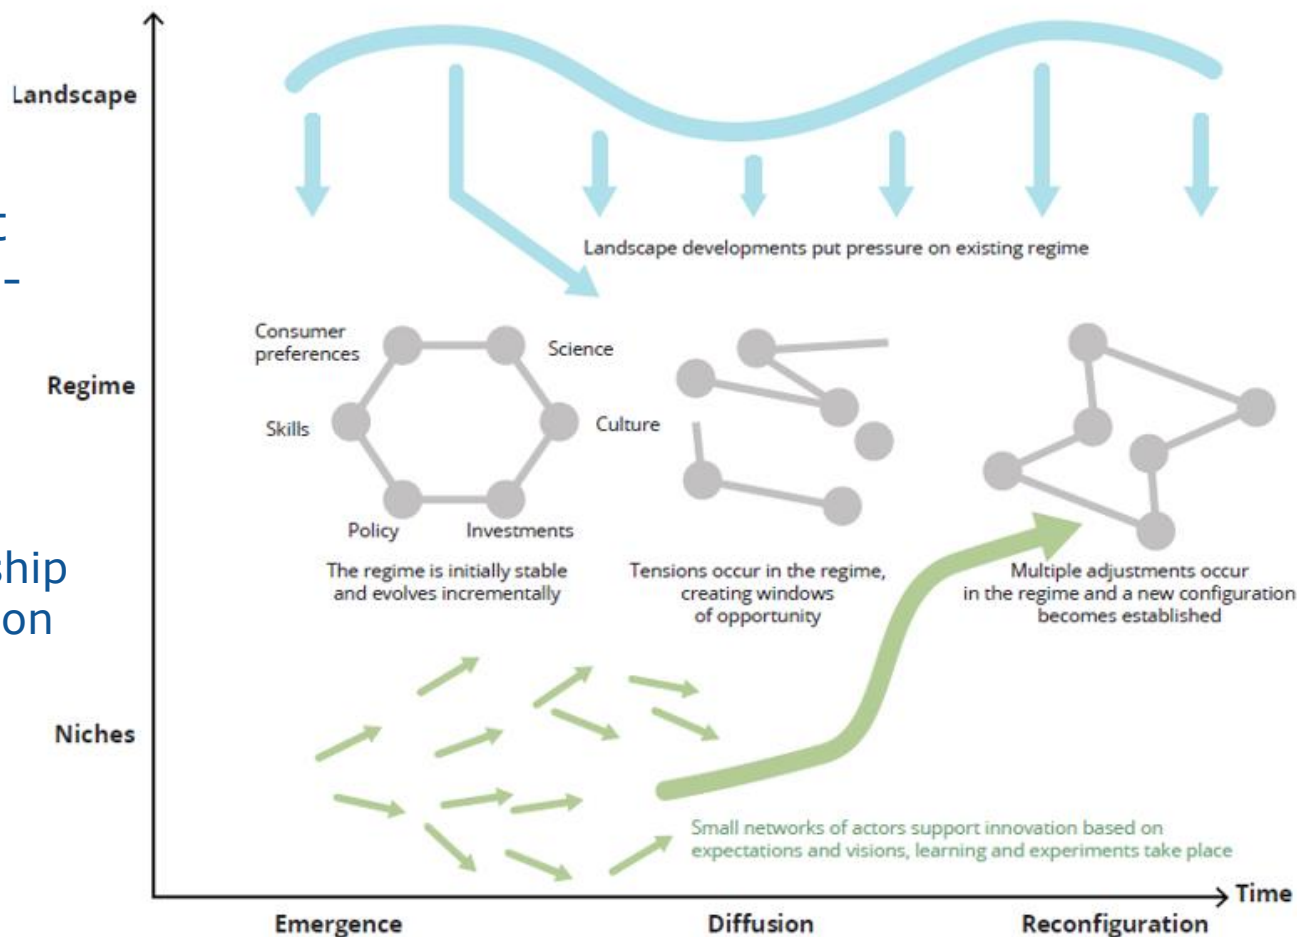 Landscape
t
-
Landscape developments put pressure on existing regime
Consumer
preferences
Science
Regime
Skills
Culture
Policy
Investments
ship
on
The regime is initially stable
and evolves incrementally
Tensions occur in the regime,
creating windows
of opportunity
Multiple adjustments occur
in the regime and a new configuration
becomes established
Niches
Small networks of actors support innovation based on
expectations and visions, learning and experiments take place
Time
Emergence
Diffusion
Reconfiguration